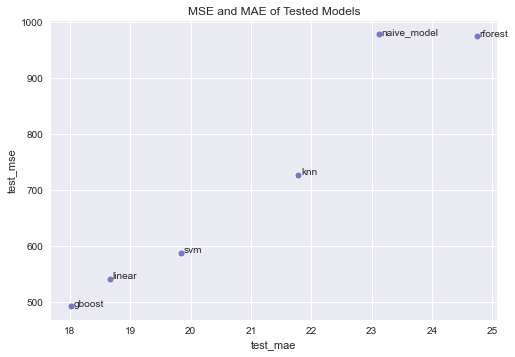 MSE and MAE of Tested Models
1000
900
800
700
600
500
test_mse
naive_model
rforest
knn
svm
linear
gboost
18 19 20 21 22 23 24 25
test_mae